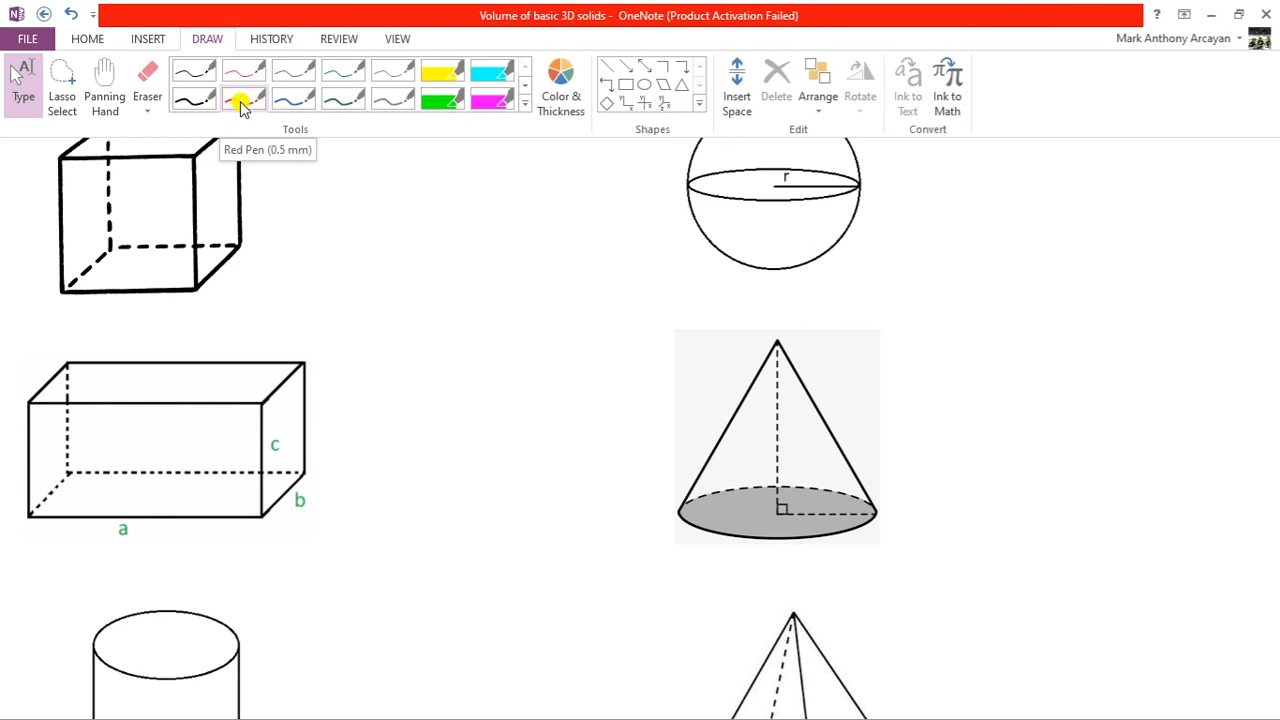 Volume of basic 3D solids - OneNote (Product Activation Failed)
?
FILE HOME INSERT DRAW HISTORY REVIEW VIEW
Mark Anthony Arcayan
Type
Lasso Select
Panning Hand
Eraser
Color & Thickness
Insert Space
Delete
Arrange
Rotate
Ink to Text
Ink to Math
Tools
Shapes
Edit
Convert
Red Pen (0.5 mm)
r
c
b
a